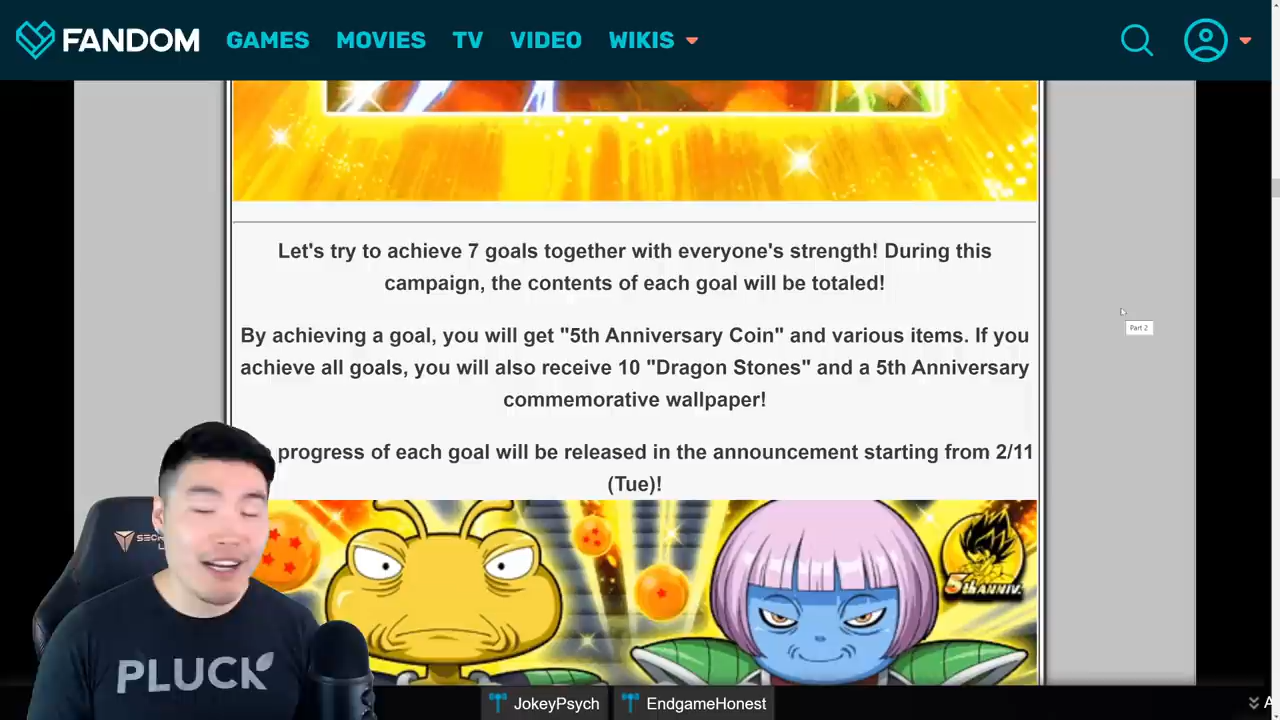 FANDOM GAMES MOVIES TV VIDEO WIKIS
Let's try to achieve 7 goals together with everyone's strength! During this
campaign, the contents of each goal will be totaled!
By achieving a goal, you will get "5th Anniversary Coin" and various items. If you
achieve all goals, you will also receive 10 "Dragon Stones" and a 5th Anniversary
commemorative wallpaper!
progress of each goal will be released in the announcement starting from 2/11
(Tue)!
Part 2
5th ANNIV.
SEC
PLUCK
JokeyPsych EndgameHonest